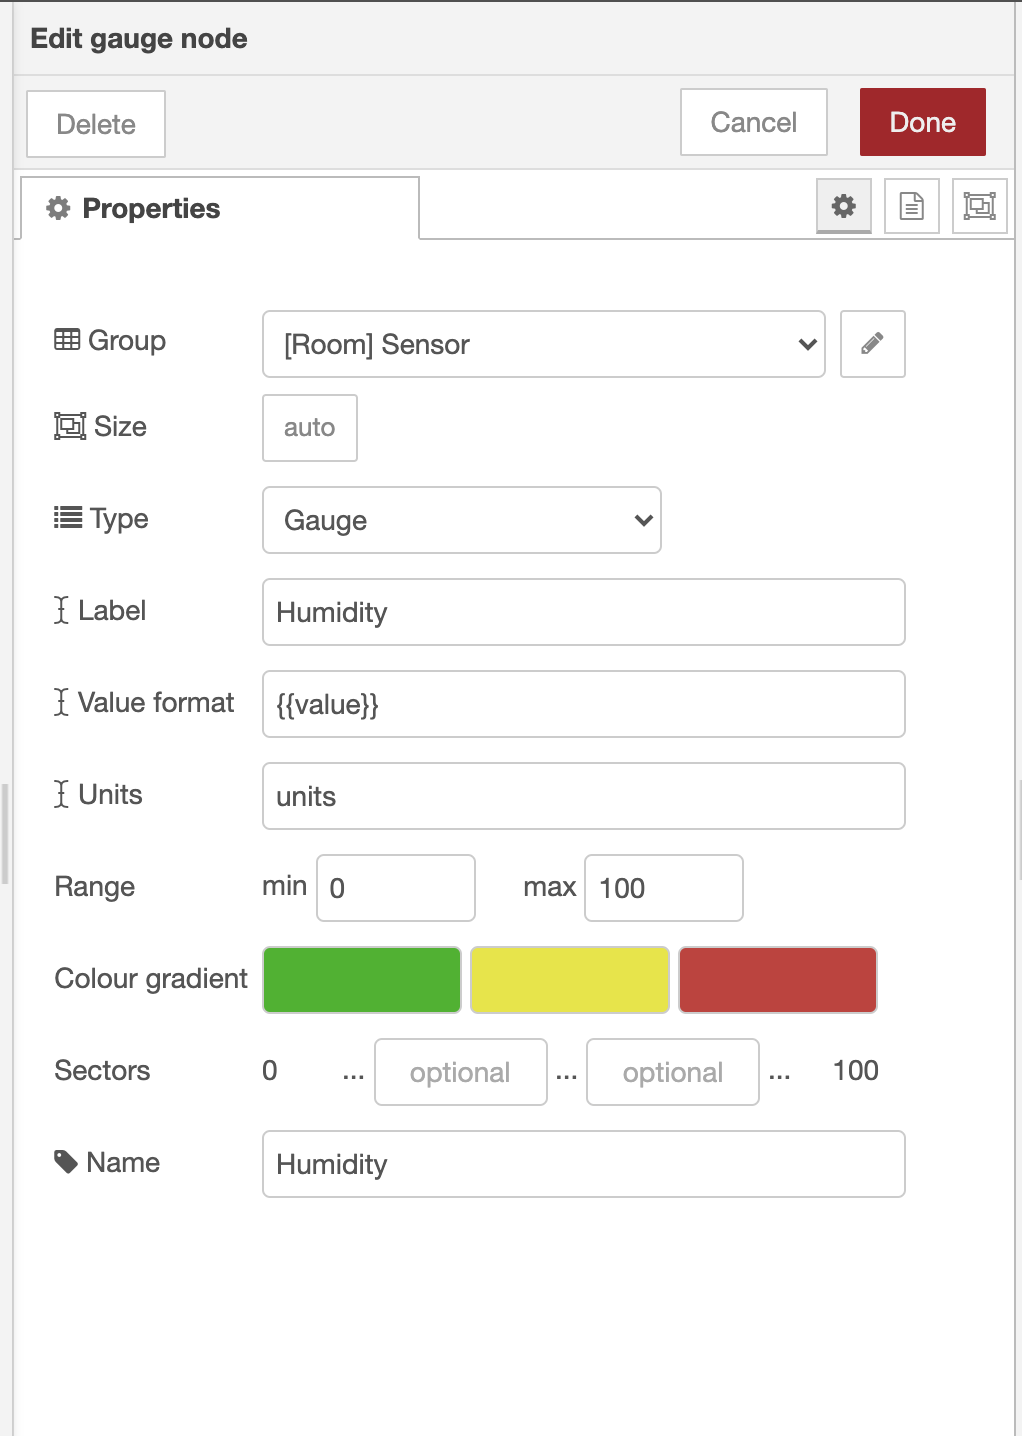 Edit gauge node
Delete Cancel Done
Properties
Group [Room] Sensor
Size auto
Type Gauge
Label Humidity
Value format {{value}}
Units units
Range min 0 max 100
Colour gradient
Sectors 0 ... optional ... optional ... 100
Name Humidity